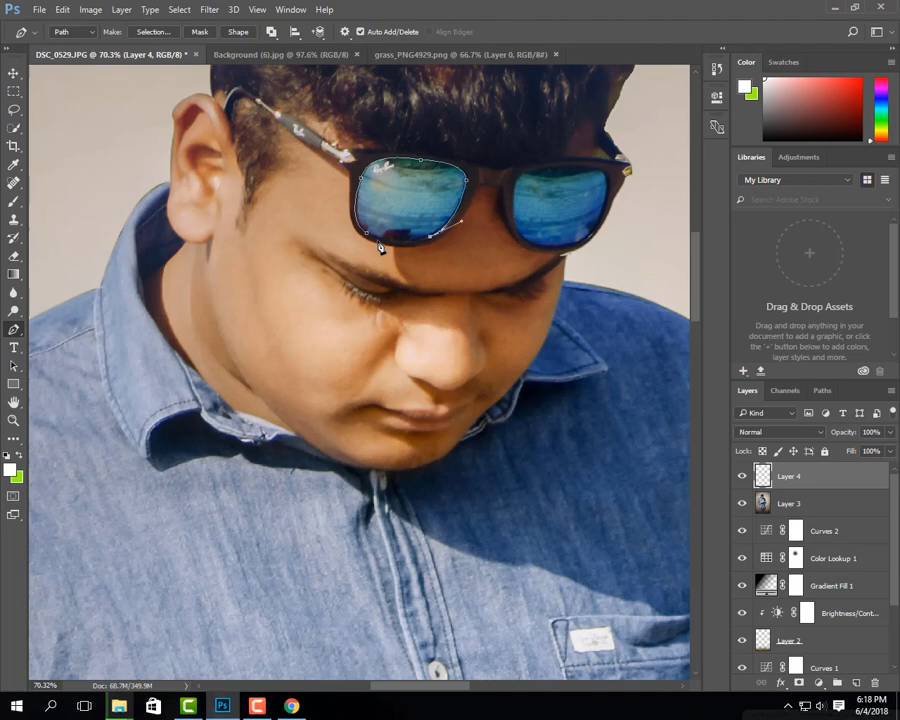 Ps File Edit Image Layer Type Select Filter 3D View Window Help
Path Make: Selection... Mask Shape Auto Add/Delete Align Edges
DSC_0529.JPG @ 70.3% (Layer 4, RGB/8) * × Background (6).jpg @ 97.6% (RGB/8) × grass_PNG4929.png @ 66.7% (Layer 0, RGB/8#) ×
Color Swatches
Libraries Adjustments
My Library
Search Adobe Stock
Drag & Drop Assets
Drag and drop anything in your
document to add a graphic, or click
the '+' button below to add colors,
layer styles and more.
Layers Channels Paths
Kind
Normal Opacity: 100%
Lock: Fill: 100%
Layer 4
Layer 3
Curves 2
Color Lookup 1
Gradient Fill 1
Brightness/Cont...
Layer 2
Curves 1
fx
70.32% Doc: 68.7M/349.9M
Ps
6:18 PM
6/4/2018